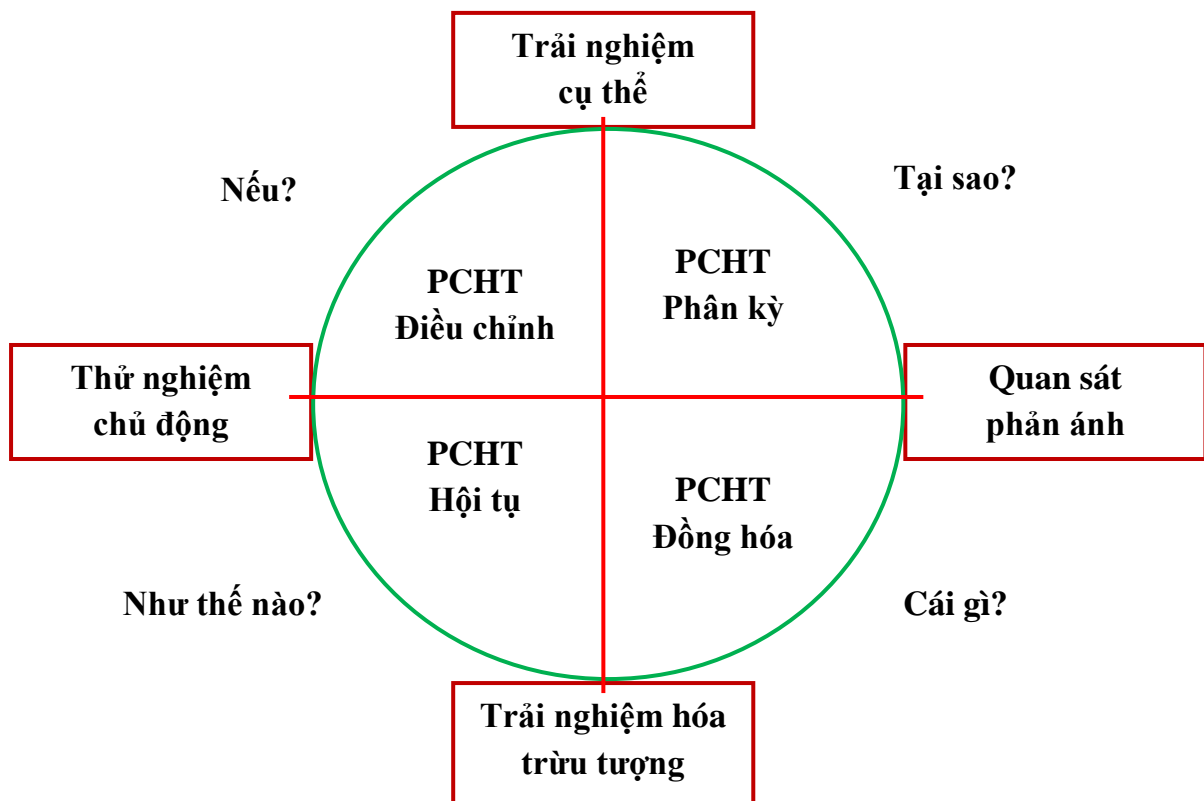 Trải nghiệm
cụ thể
Nếu?
Tại sao?
PCHT
Điều chỉnh
PCHT
Phân kỳ
Thử nghiệm
chủ động
Quan sát
phản ánh
PCHT
Hội tụ
PCHT
Đồng hóa
Như thế nào?
Cái gì?
Trải nghiệm hóa
trừu tượng